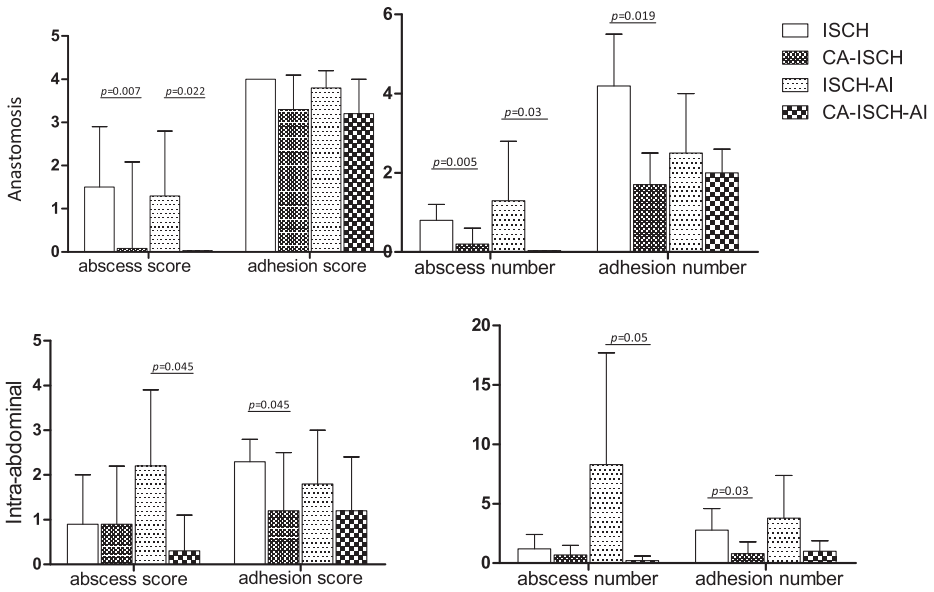 Anastomosis
5
4
3
2
1
0
p=0.007
p=0.022
abscess score
adhesion score
6
4
2
0
p=0.005
p=0.03
p=0.019
abscess number
adhesion number
ISCH
CA-ISCH
ISCH-AI
CA-ISCH-AI
Intra-abdominal
5
4
3
2
1
0
p=0.045
p=0.045
abscess score
adhesion score
20
15
10
5
0
p=0.05
p=0.03
abscess number
adhesion number